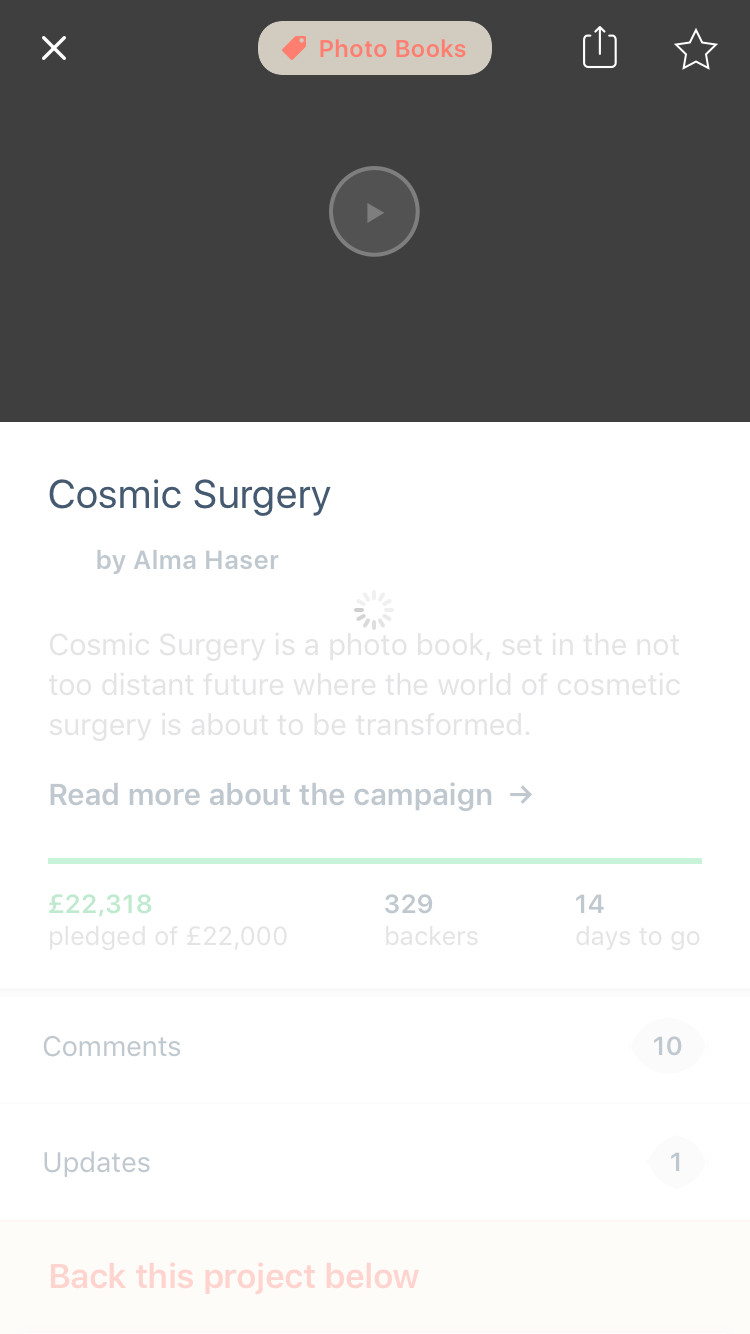 Photo Books
Cosmic Surgery
by Alma Haser
Cosmic Surgery is a photo book, set in the not
too distant future where the world of cosmetic
surgery is about to be transformed.
Read more about the campaign →
£22,318 329 14
pledged of £22,000 backers days to go
Comments 10
Updates 1
Back this project below